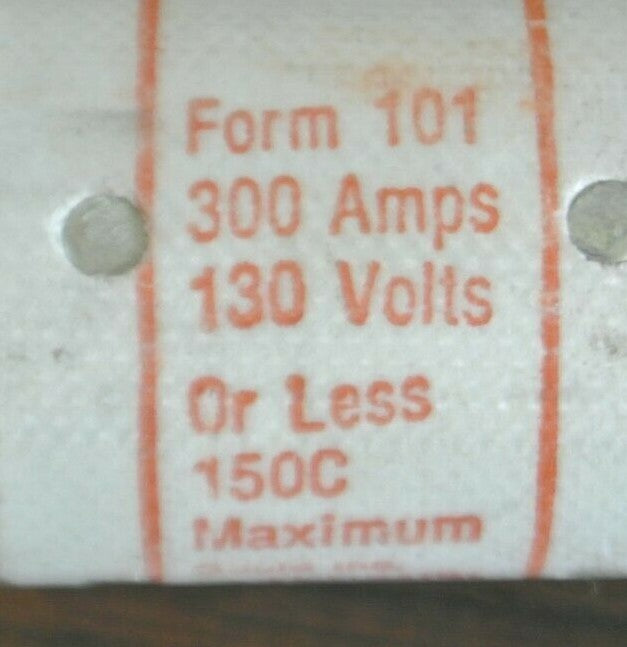 Form 101
300 Amps
130 Volts
Or Less
150C
Maximum